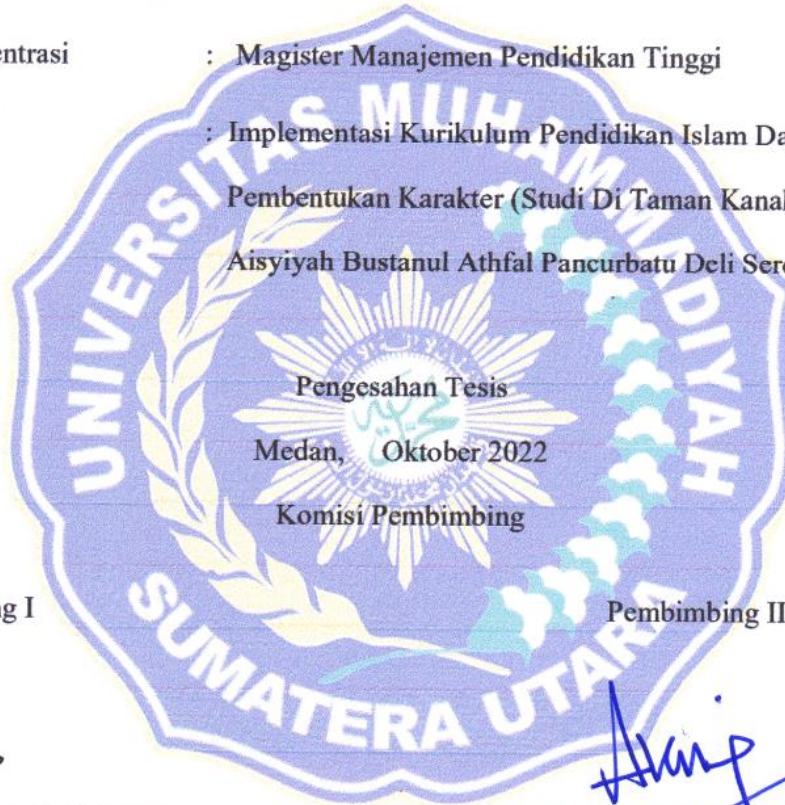 entrasi : Magister Manajemen Pendidikan Tinggi
: Implementasi Kurikulum Pendidikan Islam Da
Pembentukan Karakter (Studi Di Taman Kanak
Aisyiyah Bustanul Athfal Pancurbatu Deli Serd
Pengesahan Tesis
Medan, Oktober 2022
Komisi Pembimbing
g I Pembimbing II
UNIVERSITAS MUHAMMADIYAH
SUMATERA UTARA